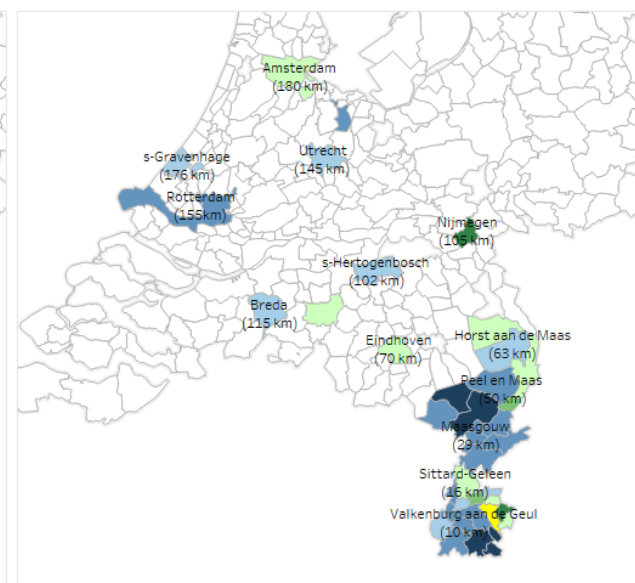 Amsterdam
(180 km)
Utrecht
(145 km)
s-Gravenhage
(176 km)
Rotterdam
(155km)
Nijmegen
(105 km)
s-Hertogenbosch
(102 km)
Breda
(115 km)
Eindhoven
(70 km)
Horst aan de Maas
(63 km)
Peel en Maas
(50 km)
Maasgouw
(29 km)
Sittard-Geleen
(16 km)
Valkenburg aan de Geul
(10 km)